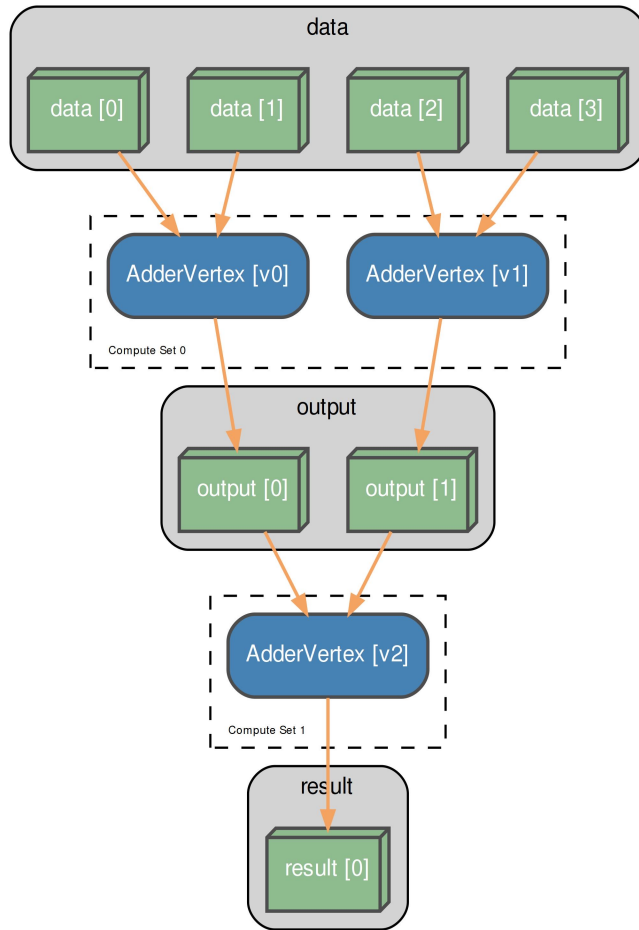 data
data [0]
data [1]
data [2]
data [3]
AdderVertex [v0]
AdderVertex [v1]
Compute Set 0
output
output [0]
output [1]
AdderVertex [v2]
Compute Set 1
result
result [0]